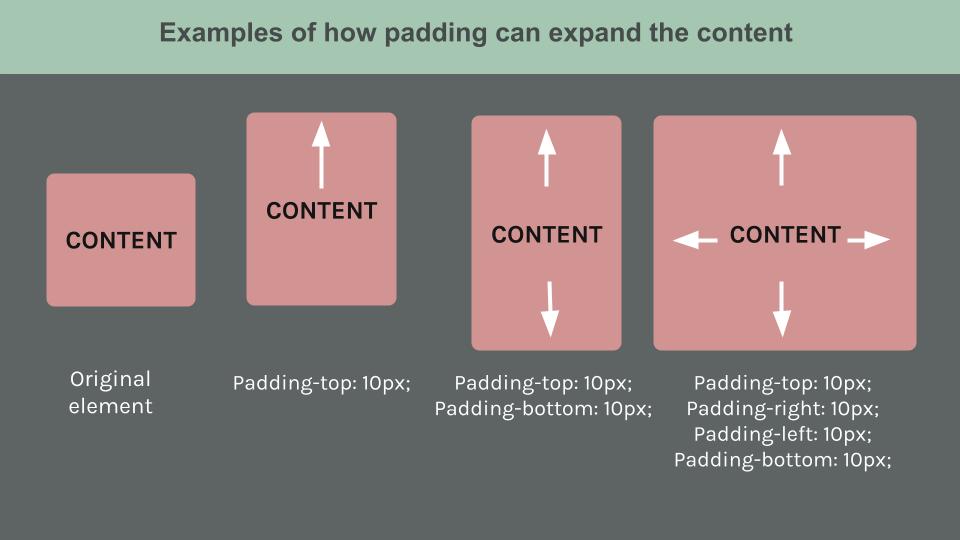 Examples of how padding can expand the content
CONTENT
CONTENT
CONTENT
CONTENT
Original
element
Padding-top: 10px;
Padding-top: 10px;
Padding-bottom: 10px;
Padding-top: 10px;
Padding-right: 10px;
Padding-left: 10px;
Padding-bottom: 10px;